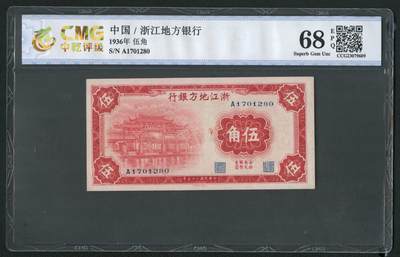 CMG
中乾评级
中国 / 浙江地方银行
1936年 伍角
S/N A1701280
68
EPQ
Superb Gem Unc
CCG23079609
行銀方地江浙
A1701280
伍
伍
角伍
A1701280
伍
伍